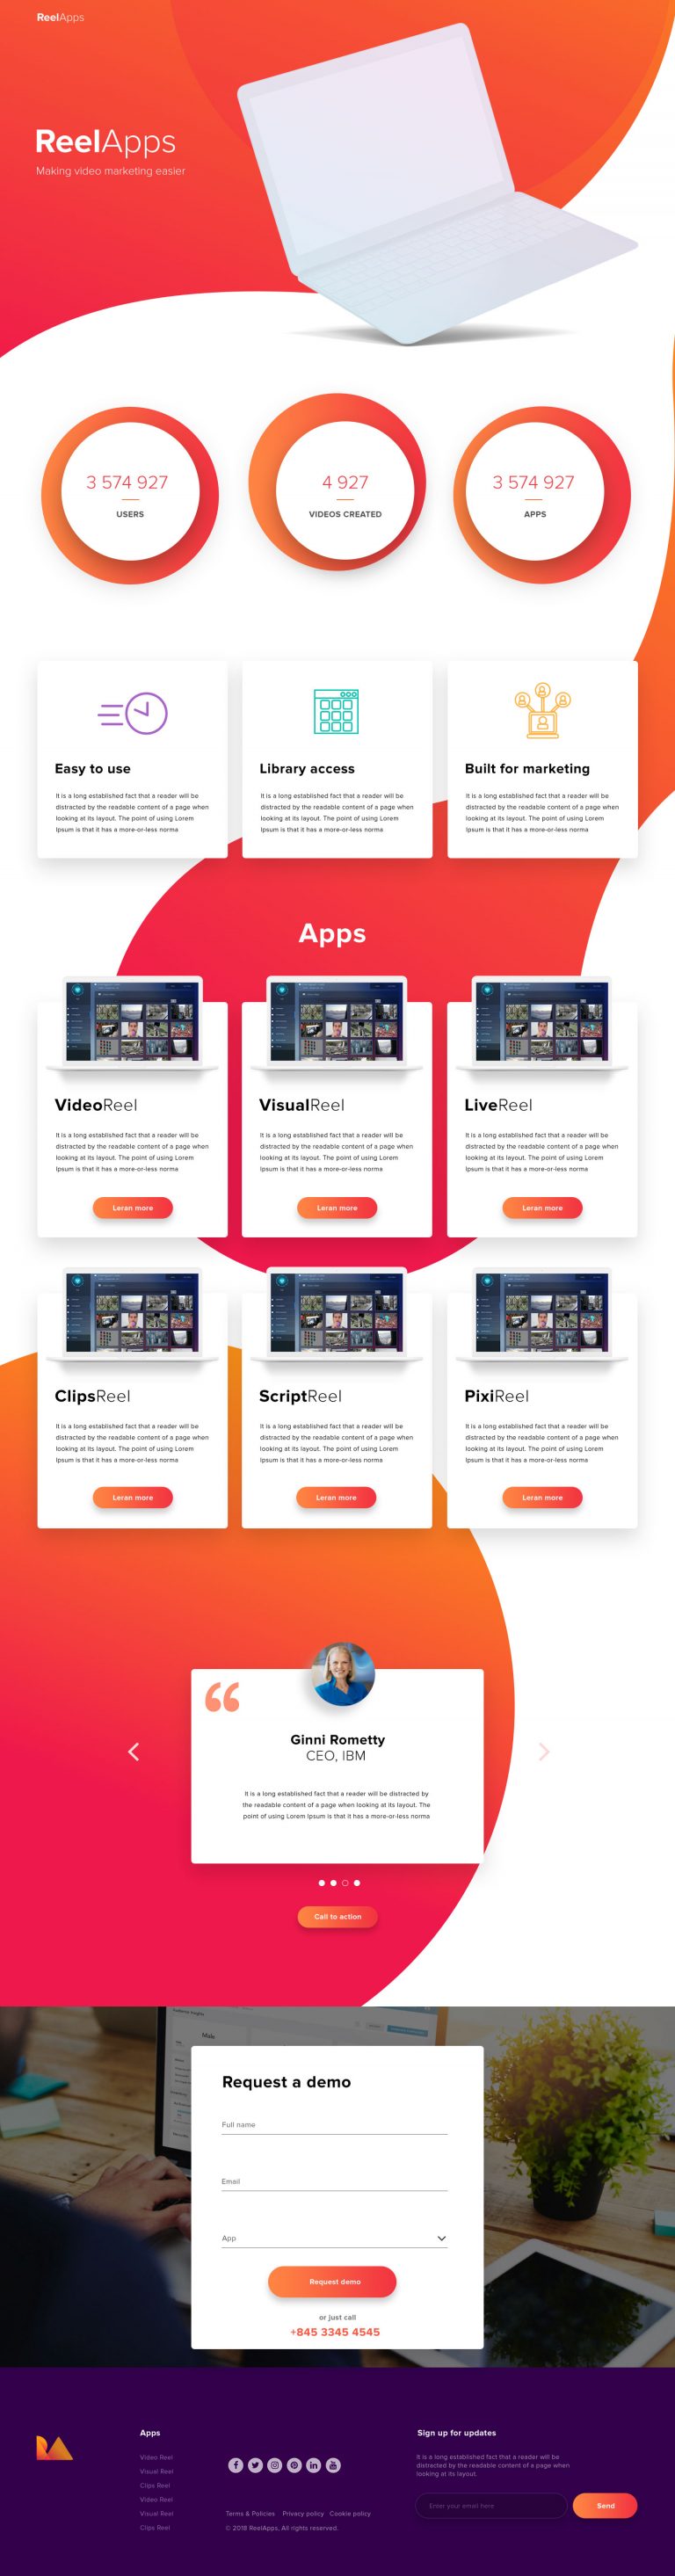 ReelApps
ReelApps
Making video marketing easier
3 574 927
USERS
4 927
VIDEOS CREATED
3 574 927
APPS
Easy to use
It is a long established fact that a reader will be
distracted by the readable content of a page when
looking at its layout. The point of using Lorem
Ipsum is that it has a more-or-less norma
Library access
It is a long established fact that a reader will be
distracted by the readable content of a page when
looking at its layout. The point of using Lorem
Ipsum is that it has a more-or-less norma
Built for marketing
It is a long established fact that a reader will be
distracted by the readable content of a page when
looking at its layout. The point of using Lorem
Ipsum is that it has a more-or-less norma
Apps
VideoReel
It is a long established fact that a reader will be
distracted by the readable content of a page when
looking at its layout. The point of using Lorem
Ipsum is that it has a more-or-less norma
Leran more
VisualReel
It is a long established fact that a reader will be
distracted by the readable content of a page when
looking at its layout. The point of using Lorem
Ipsum is that it has a more-or-less norma
Leran more
LiveReel
It is a long established fact that a reader will be
distracted by the readable content of a page when
looking at its layout. The point of using Lorem
Ipsum is that it has a more-or-less norma
Leran more
ClipsReel
It is a long established fact that a reader will be
distracted by the readable content of a page when
looking at its layout. The point of using Lorem
Ipsum is that it has a more-or-less norma
Leran more
ScriptReel
It is a long established fact that a reader will be
distracted by the readable content of a page when
looking at its layout. The point of using Lorem
Ipsum is that it has a more-or-less norma
Leran more
PixiReel
It is a long established fact that a reader will be
distracted by the readable content of a page when
looking at its layout. The point of using Lorem
Ipsum is that it has a more-or-less norma
Leran more
Ginni Rometty
CEO, IBM
It is a long established fact that a reader will be distracted by
the readable content of a page when looking at its layout. The
point of using Lorem Ipsum is that it has a more-or-less norma
Call to action
Male
Request a demo
Full name
Email
App
Request demo
or just call
+845 3345 4545
Apps
Video Reel
Visual Reel
Clips Reel
Video Reel
Visual Reel
Clips Reel
Terms & Policies Privacy policy Cookie policy
© 2018 ReelApps. All rights reserved.
Sign up for updates
It is a long established fact that a reader will be
distracted by the readable content of a page when
looking at its layout.
Enter your email here
Send